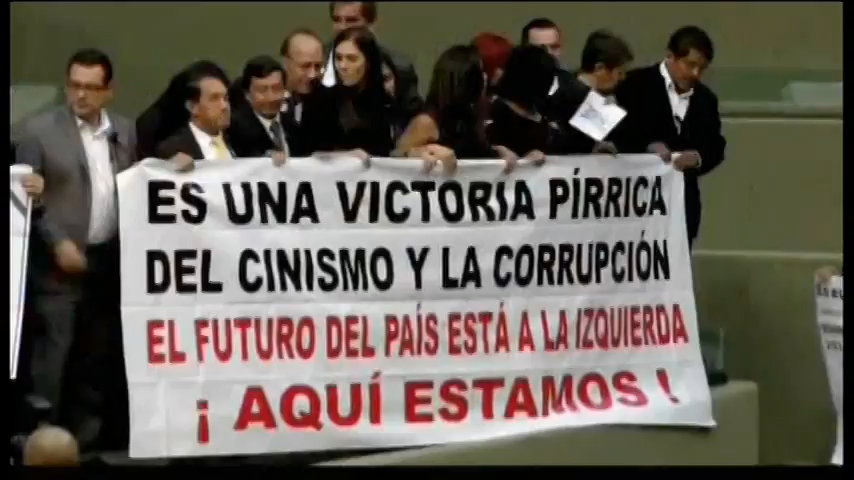 ES UNA VICTORIA PÍRRICA
DEL CINISMO Y LA CORRUPCIÓN
EL FUTURO DEL PAÍS ESTÁ A LA IZQUIERDA
¡ AQUÍ ESTAMOS !